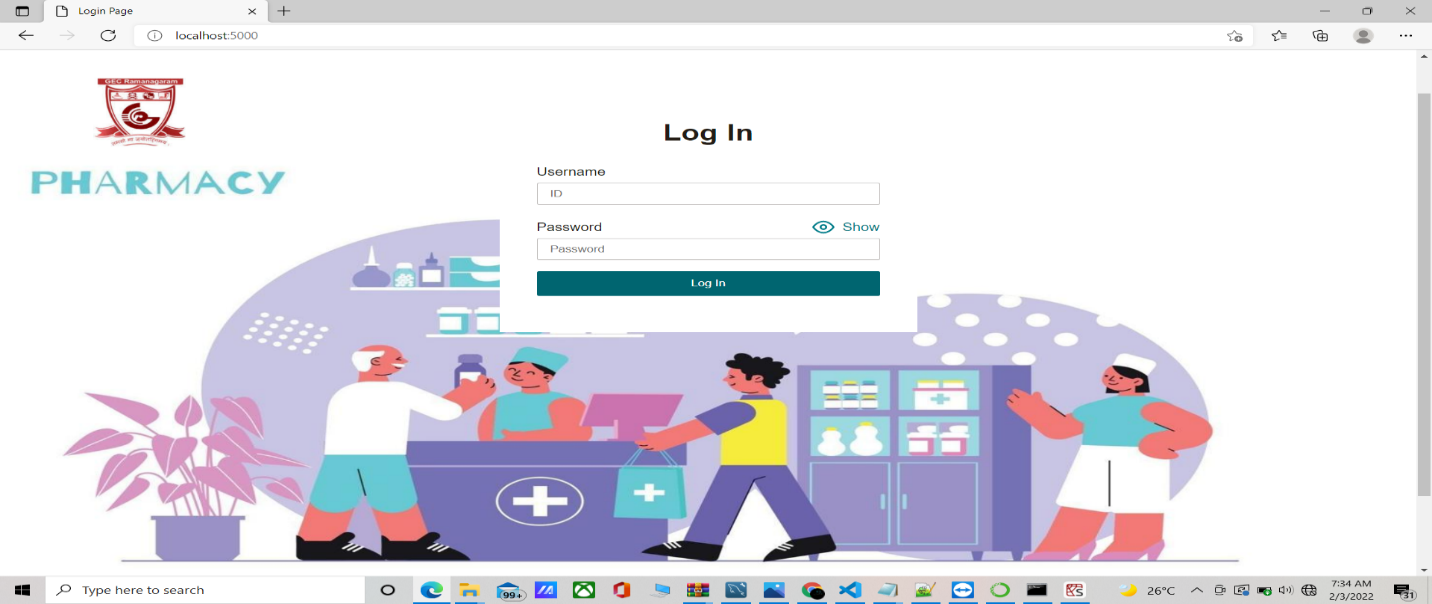 Login Page
localhost:5000
GEC Ramanagaram
PHARMACY
Log In
Username
ID
Password
Show
Password
Log In
Type here to search
99+
26°C
7:34 AM
2/3/2022
31